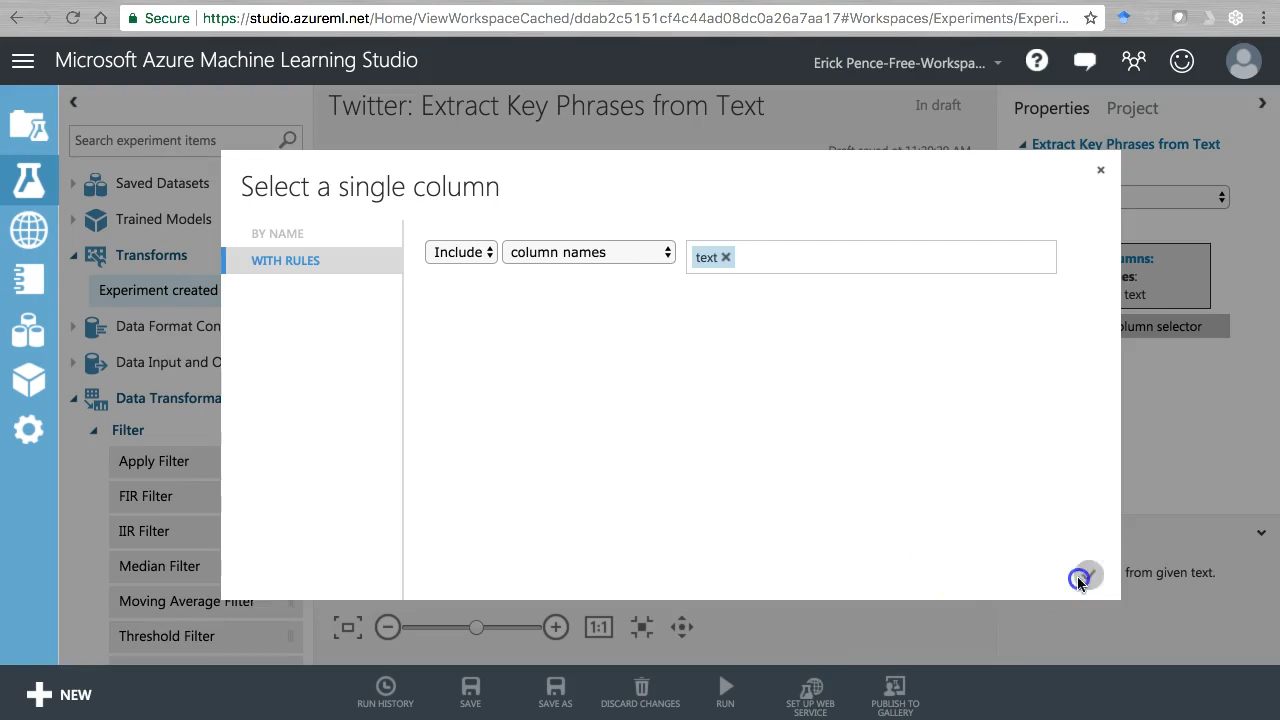 Secure
https://studio.azureml.net/Home/ViewWorkspaceCached/ddab2c5151cf4c44ad08dc0a26a7aa17#Workspaces/Experiments/Experi...
Microsoft Azure Machine Learning Studio
Erick Pence-Free-Workspa...
Search experiment items
Saved Datasets
Trained Models
Transforms
Experiment created
Data Format Con
Data Input and O
Data Transforma
Filter
Apply Filter
FIR Filter
IIR Filter
Median Filter
Moving Average Filter
Threshold Filter
Twitter: Extract Key Phrases from Text
In draft
Select a single column
BY NAME
WITH RULES
Include
column names
text
Properties
Project
Extract Key Phrases from Text
text
from given text.
1:1
NEW
RUN HISTORY
SAVE
SAVE AS
DISCARD CHANGES
RUN
SET UP WEB
SERVICE
PUBLISH TO
GALLERY